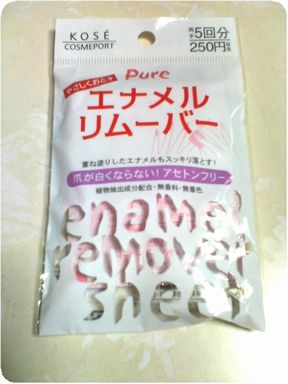 KOSÉ
COSMEPORT
両手5回分
250円
Pure
やさしくおとす
エナメル
リムーバー
重ね塗りしたエナメルもスッキリ落とす!
爪が白くならない!アセトンフリー
植物抽出成分配合・無香料・無着色
enamel
remover
sheet